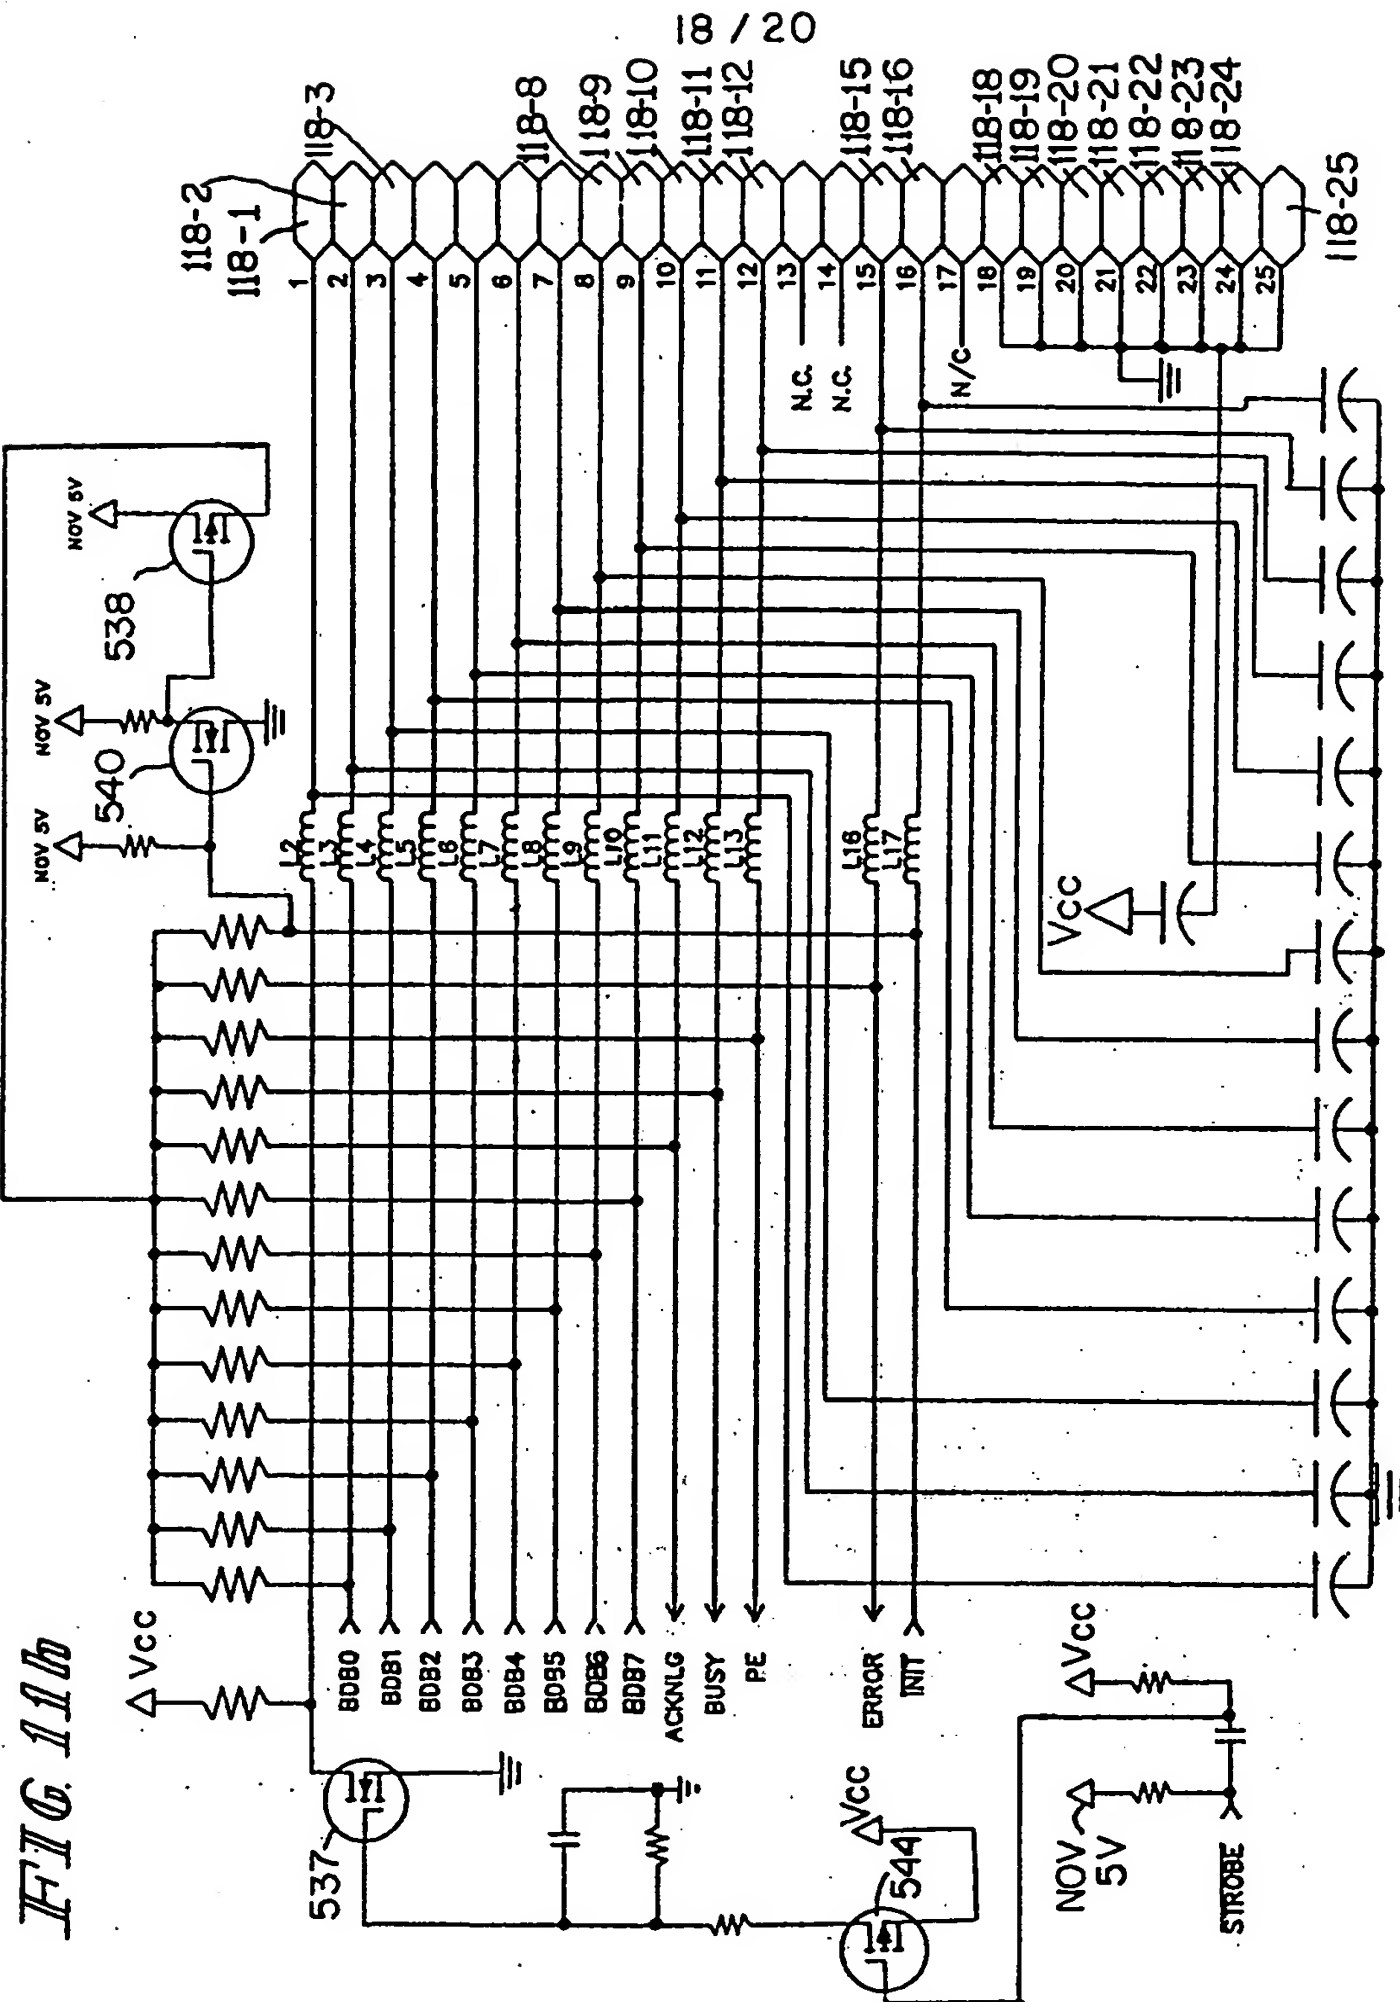 18 / 20
FIG. 11b
118-1
118-2
118-3
118-8
118-9
118-10
118-11
118-12
118-15
118-16
118-18
118-19
118-20
118-21
118-22
118-23
118-24
118-25
1
2
3
4
5
6
7
8
9
10
11
12
13
14
15
16
17
18
19
20
21
22
23
24
25
N.C.
N.C.
N/C
NOV 5V
538
NOV 5V
540
NOV 5V
L2
L3
L4
L5
L6
L7
L8
L9
L10
L11
L12
L13
L16
L17
VCC
VCC
BDB0
BDB1
BDB2
BDB3
BDB4
BDB5
BDB6
BDB7
ACKNLG
BUSY
PE
ERROR
INIT
537
VCC
544
VCC
NOV
5V
STROBE